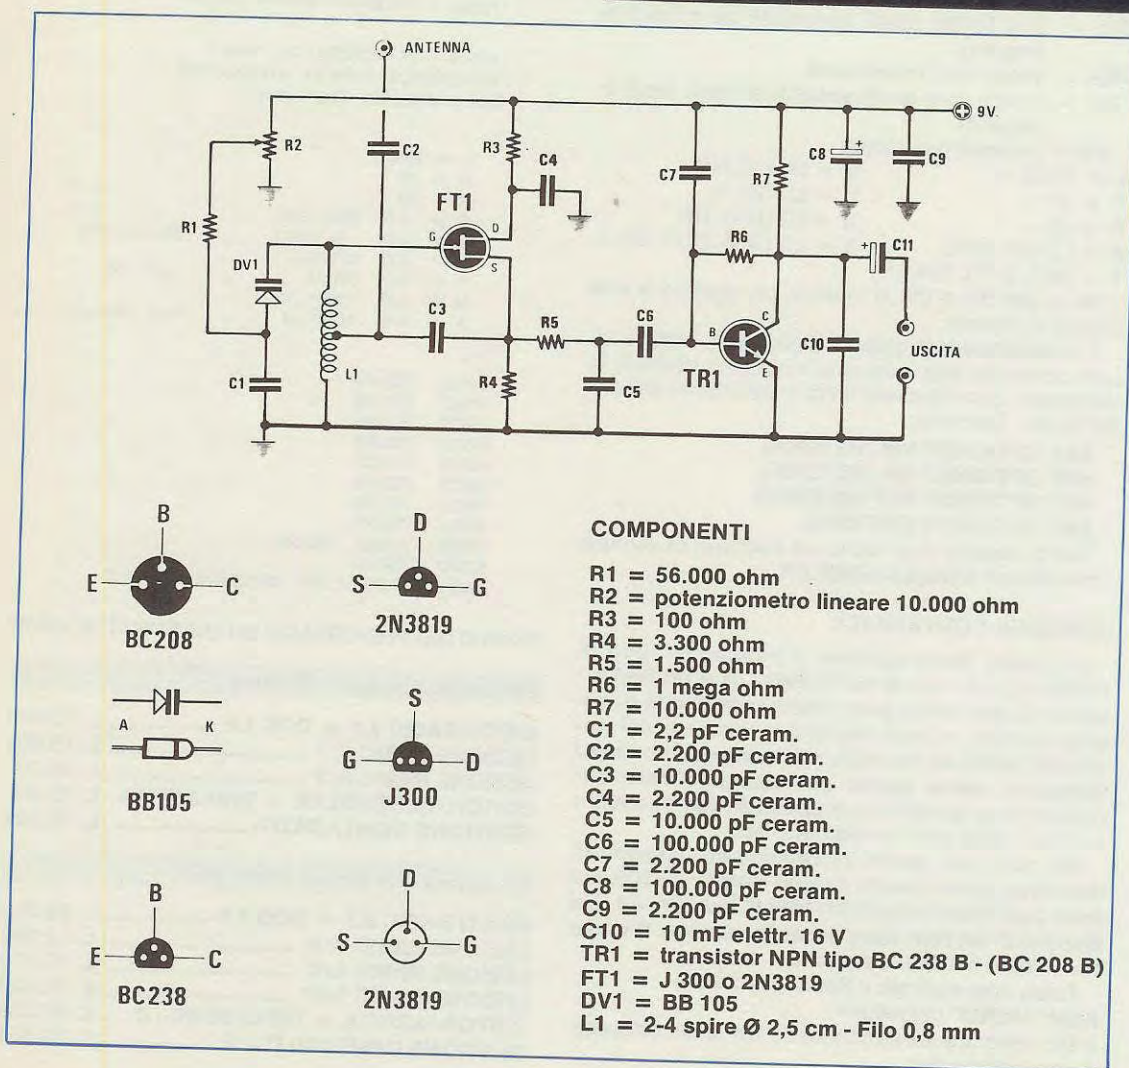 ANTENNA
9V.
R2
C2
R3
C4
C7
R7
C8
+
C9
R1
FT1
D
G
S
R6
+
C11
DV1
C3
R5
C6
B
C
E
C10
USCITA
C1
L1
R4
C5
TR1
B
E
C
BC208
D
S
G
2N3819
A
K
BB105
S
G
D
J300
B
E
C
BC238
D
S
G
2N3819
COMPONENTI
R1 = 56.000 ohm
R2 = potenziometro lineare 10.000 ohm
R3 = 100 ohm
R4 = 3.300 ohm
R5 = 1.500 ohm
R6 = 1 mega ohm
R7 = 10.000 ohm
C1 = 2,2 pF ceram.
C2 = 2.200 pF ceram.
C3 = 10.000 pF ceram.
C4 = 2.200 pF ceram.
C5 = 10.000 pF ceram.
C6 = 100.000 pF ceram.
C7 = 2.200 pF ceram.
C8 = 100.000 pF ceram.
C9 = 2.200 pF ceram.
C10 = 10 mF elettr. 16 V
TR1 = transistor NPN tipo BC 238 B - (BC 208 B)
FT1 = J 300 o 2N3819
DV1 = BB 105
L1 = 2-4 spire Ø 2,5 cm - Filo 0,8 mm